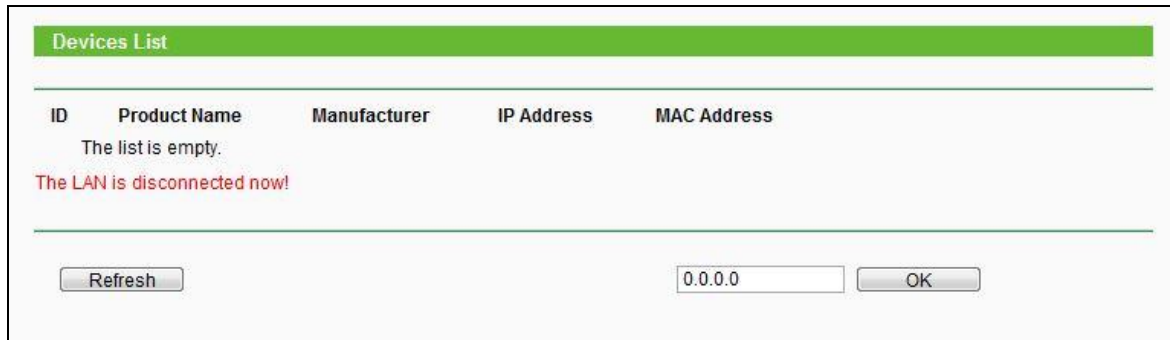 Devices List
ID Product Name Manufacturer IP Address MAC Address
The list is empty.
The LAN is disconnected now!
Refresh 0.0.0.0 OK